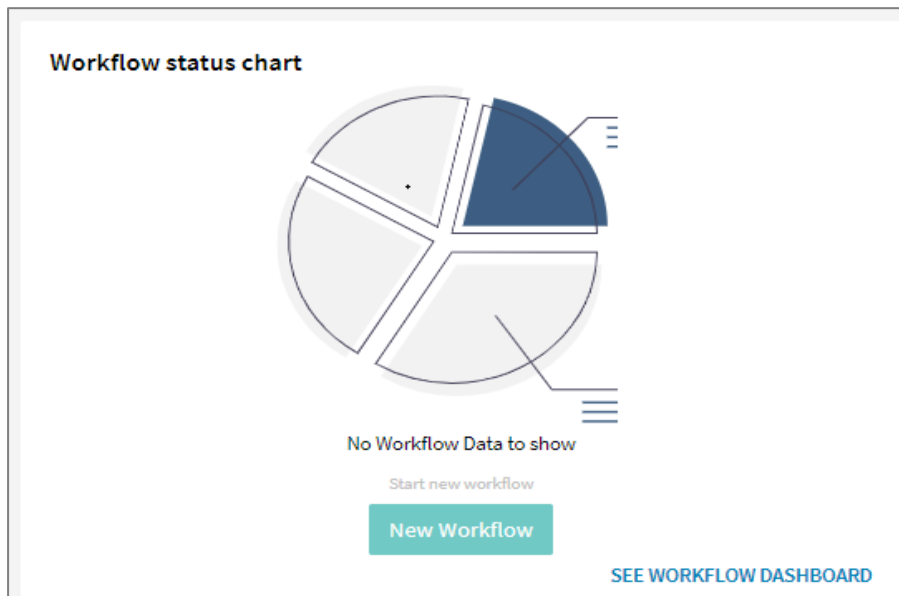 Workflow status chart
No Workflow Data to show
Start new workflow
New Workflow
SEE WORKFLOW DASHBOARD